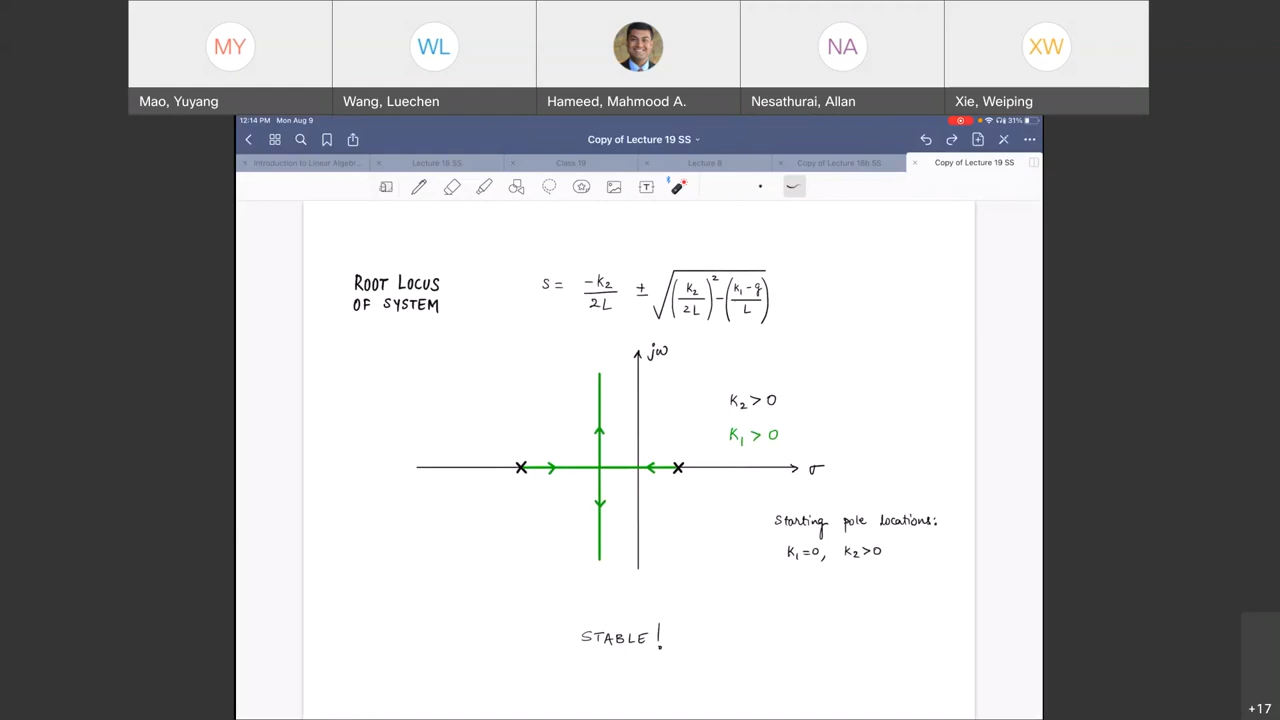 MY
WL
NA
XW
Mao, Yuyang
Wang, Luechen
Hameed, Mahmood A.
Nesathurai, Allan
Xie, Weiping
12:14 PM Mon Aug 9
31%
Copy of Lecture 19 SS
Introduction to Linear Algebr...
Lecture 18 SS
Class 19
Lecture 8
Copy of Lecture 18b SS
Copy of Lecture 19 SS
T
ROOT LOCUS
OF SYSTEM
S = -K₂/2L ± √((K₂/2L)² - (K₁-g/L))
jω
K₂ > 0
K₁ > 0
σ
Starting pole locations:
K₁=0, K₂>0
STABLE!
+17